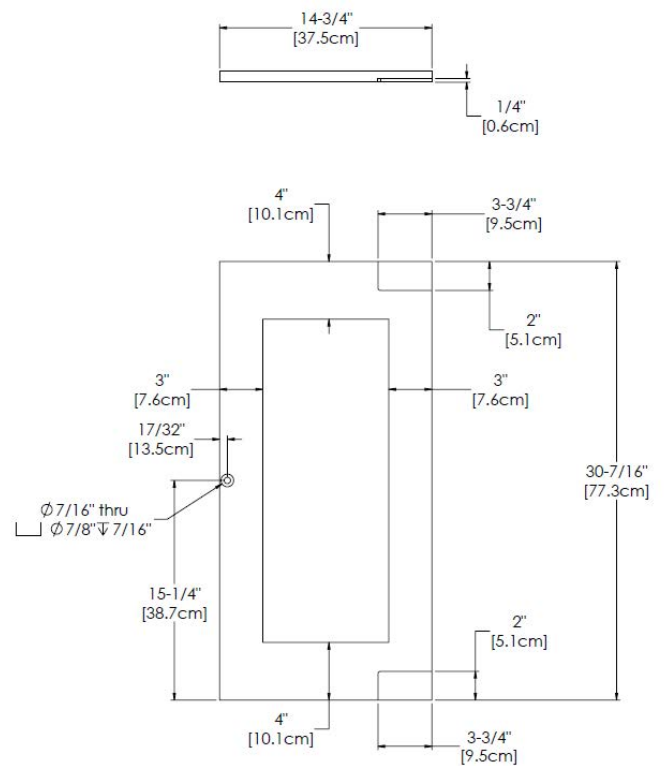 14-3/4"
[37.5cm]
1/4"
[0.6cm]
4"
[10.1cm]
3-3/4"
[9.5cm]
2"
[5.1cm]
3"
[7.6cm]
3"
[7.6cm]
17/32"
[13.5cm]
30-7/16"
[77.3cm]
∅ 7/16" thru
⌴ ∅ 7/8" ↧ 7/16"
15-1/4"
[38.7cm]
2"
[5.1cm]
4"
[10.1cm]
3-3/4"
[9.5cm]